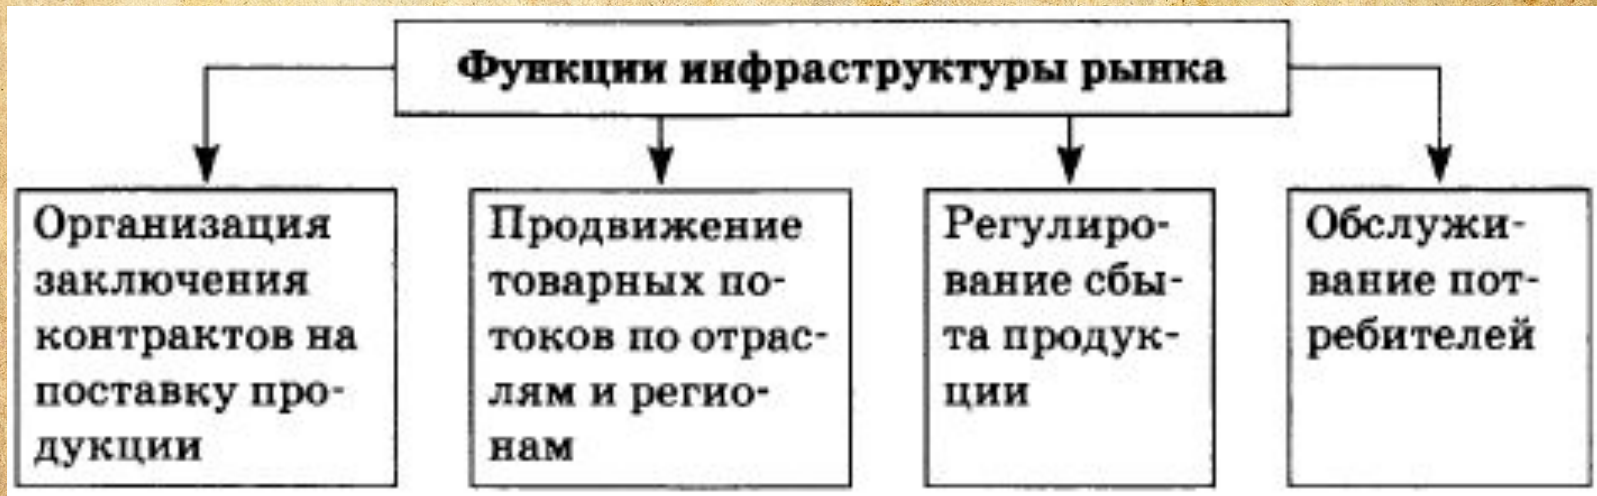 Функции инфраструктуры рынка
Организация
заключения
контрактов на
поставку про-
дукции
Продвижение
товарных по-
токов по отрас-
лям и регио-
нам
Регулиро-
вание сбы-
та продук-
ции
Обслужи-
вание пот-
ребителей